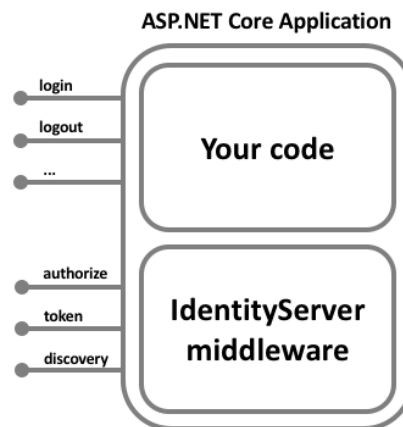 ASP.NET Core Application
login
logout
...
Your code
authorize
token
discovery
IdentityServer
middleware